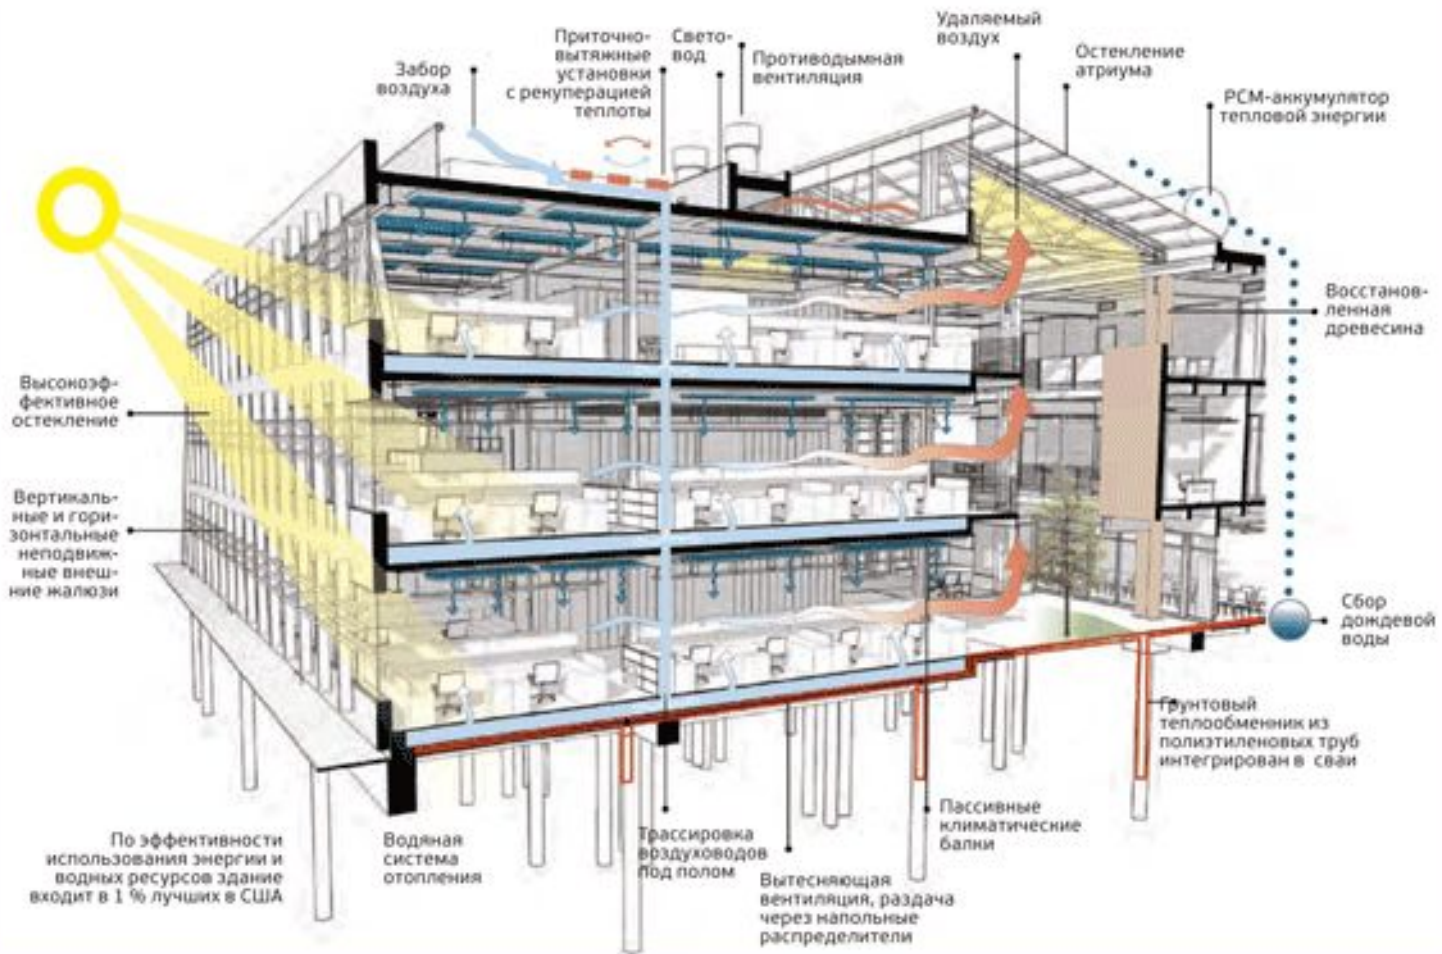 Забор
воздуха
Приточно-
вытяжные
установки
с рекуперацией
теплоты
Свето-
вод
Противодымная
вентиляция
Удаляемый
воздух
Остекление
атриума
PCM-аккумулятор
тепловой энергии
Восстанов-
ленная
древесина
Высокоэф-
фективное
остекление
Вертикаль-
ные и гори-
зонтальные
неподвиж-
ные внеш-
ние жалюзи
Сбор
дождевой
воды
Грунтовый
теплообменник из
полиэтиленовых труб
интегрирован в сваи
По эффективности
использования энергии и
водных ресурсов здание
входит в 1 % лучших в США
Водяная
система
отопления
Трассировка
воздуховодов
под полом
Вытесняющая
вентиляция, раздача
через напольные
распределители
Пассивные
климатические
балки